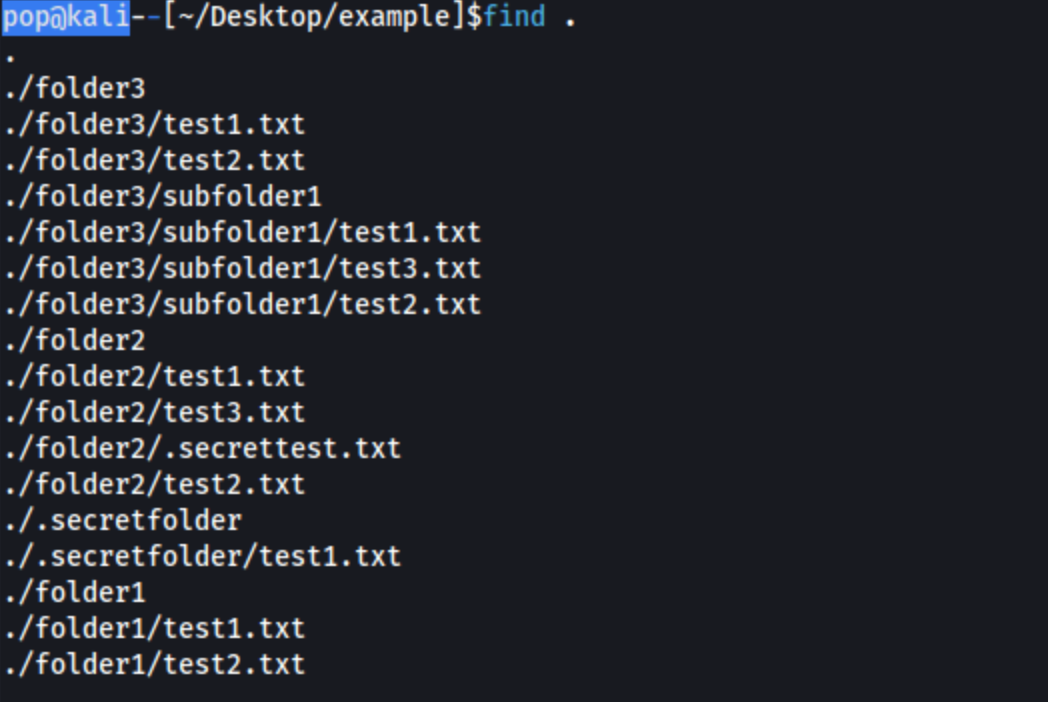 pop@kali--[~/Desktop/example]$find .
.
./folder3
./folder3/test1.txt
./folder3/test2.txt
./folder3/subfolder1
./folder3/subfolder1/test1.txt
./folder3/subfolder1/test3.txt
./folder3/subfolder1/test2.txt
./folder2
./folder2/test1.txt
./folder2/test3.txt
./folder2/.secrettest.txt
./folder2/test2.txt
./.secretfolder
./.secretfolder/test1.txt
./folder1
./folder1/test1.txt
./folder1/test2.txt